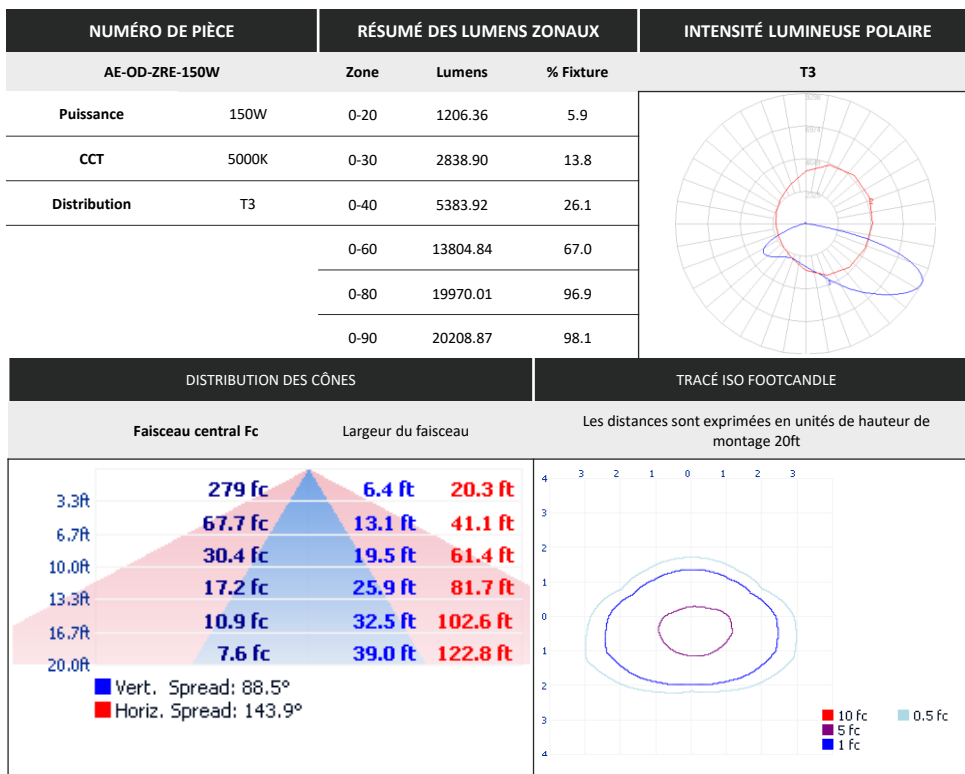 NUMÉRO DE PIÈCE
RÉSUMÉ DES LUMENS ZONAUX
INTENSITÉ LUMINEUSE POLAIRE
AE-OD-ZRE-150W
Zone Lumens % Fixture
T3
Puissance 150W
0-20 1206.36 5.9
CCT 5000K
0-30 2838.90 13.8
Distribution T3
0-40 5383.92 26.1
0-60 13804.84 67.0
0-80 19970.01 96.9
0-90 20208.87 98.1
DISTRIBUTION DES CÔNES
TRACÉ ISO FOOTCANDLE
Faisceau central Fc Largeur du faisceau
Les distances sont exprimées en unités de hauteur de
montage 20ft
3.3ft 279 fc 6.4 ft 20.3 ft
6.7ft 67.7 fc 13.1 ft 41.1 ft
10.0ft 30.4 fc 19.5 ft 61.4 ft
13.3ft 17.2 fc 25.9 ft 81.7 ft
16.7ft 10.9 fc 32.5 ft 102.6 ft
20.0ft 7.6 fc 39.0 ft 122.8 ft
Vert. Spread: 88.5°
Horiz. Spread: 143.9°
3 2 1 0 1 2 3
4
3
2
1
0
1
2
3
4
10 fc 0.5 fc
5 fc
1 fc